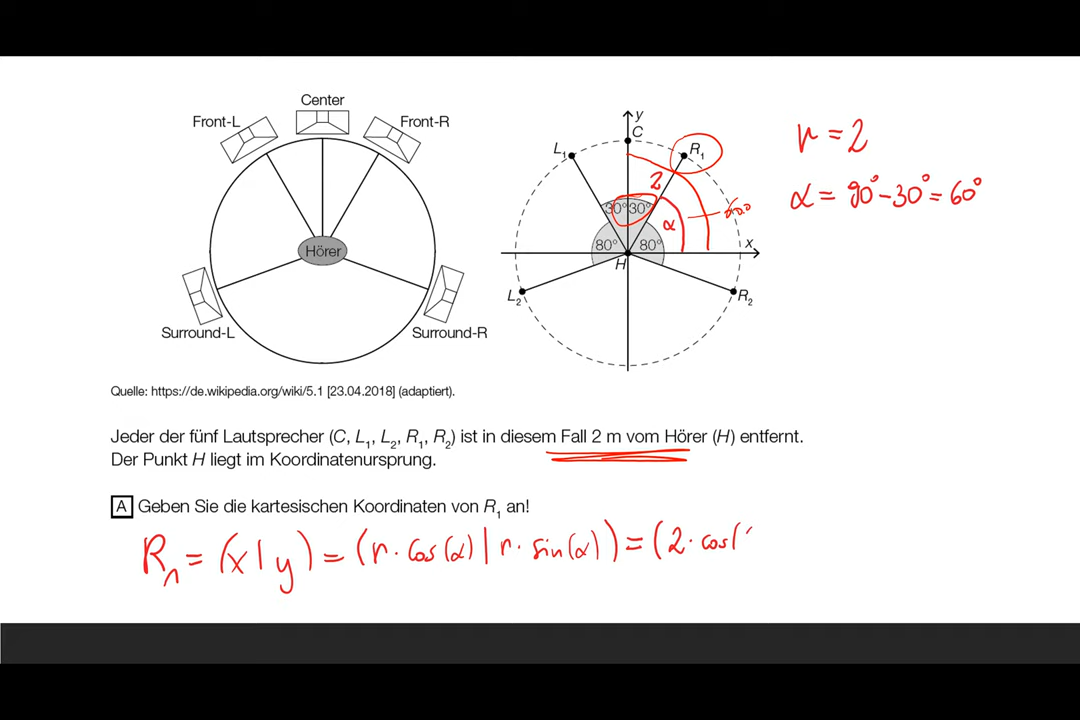 Center
Front-L
Front-R
Hörer
Surround-L
Surround-R
y
C
L₁
R₁
2
30°
30°
α
80°
80°
H
x
L₂
R₂
r = 2
α = 90° - 30° = 60°
Quelle: https://de.wikipedia.org/wiki/5.1 [23.04.2018] (adaptiert).
Jeder der fünf Lautsprecher (C, L₁, L₂, R₁, R₂) ist in diesem Fall 2 m vom Hörer (H) entfernt.
Der Punkt H liegt im Koordinatenursprung.
A Geben Sie die kartesischen Koordinaten von R₁ an!
R₁ = (x | y) = (r · cos(α) | r · sin(α)) = (2 · cos(